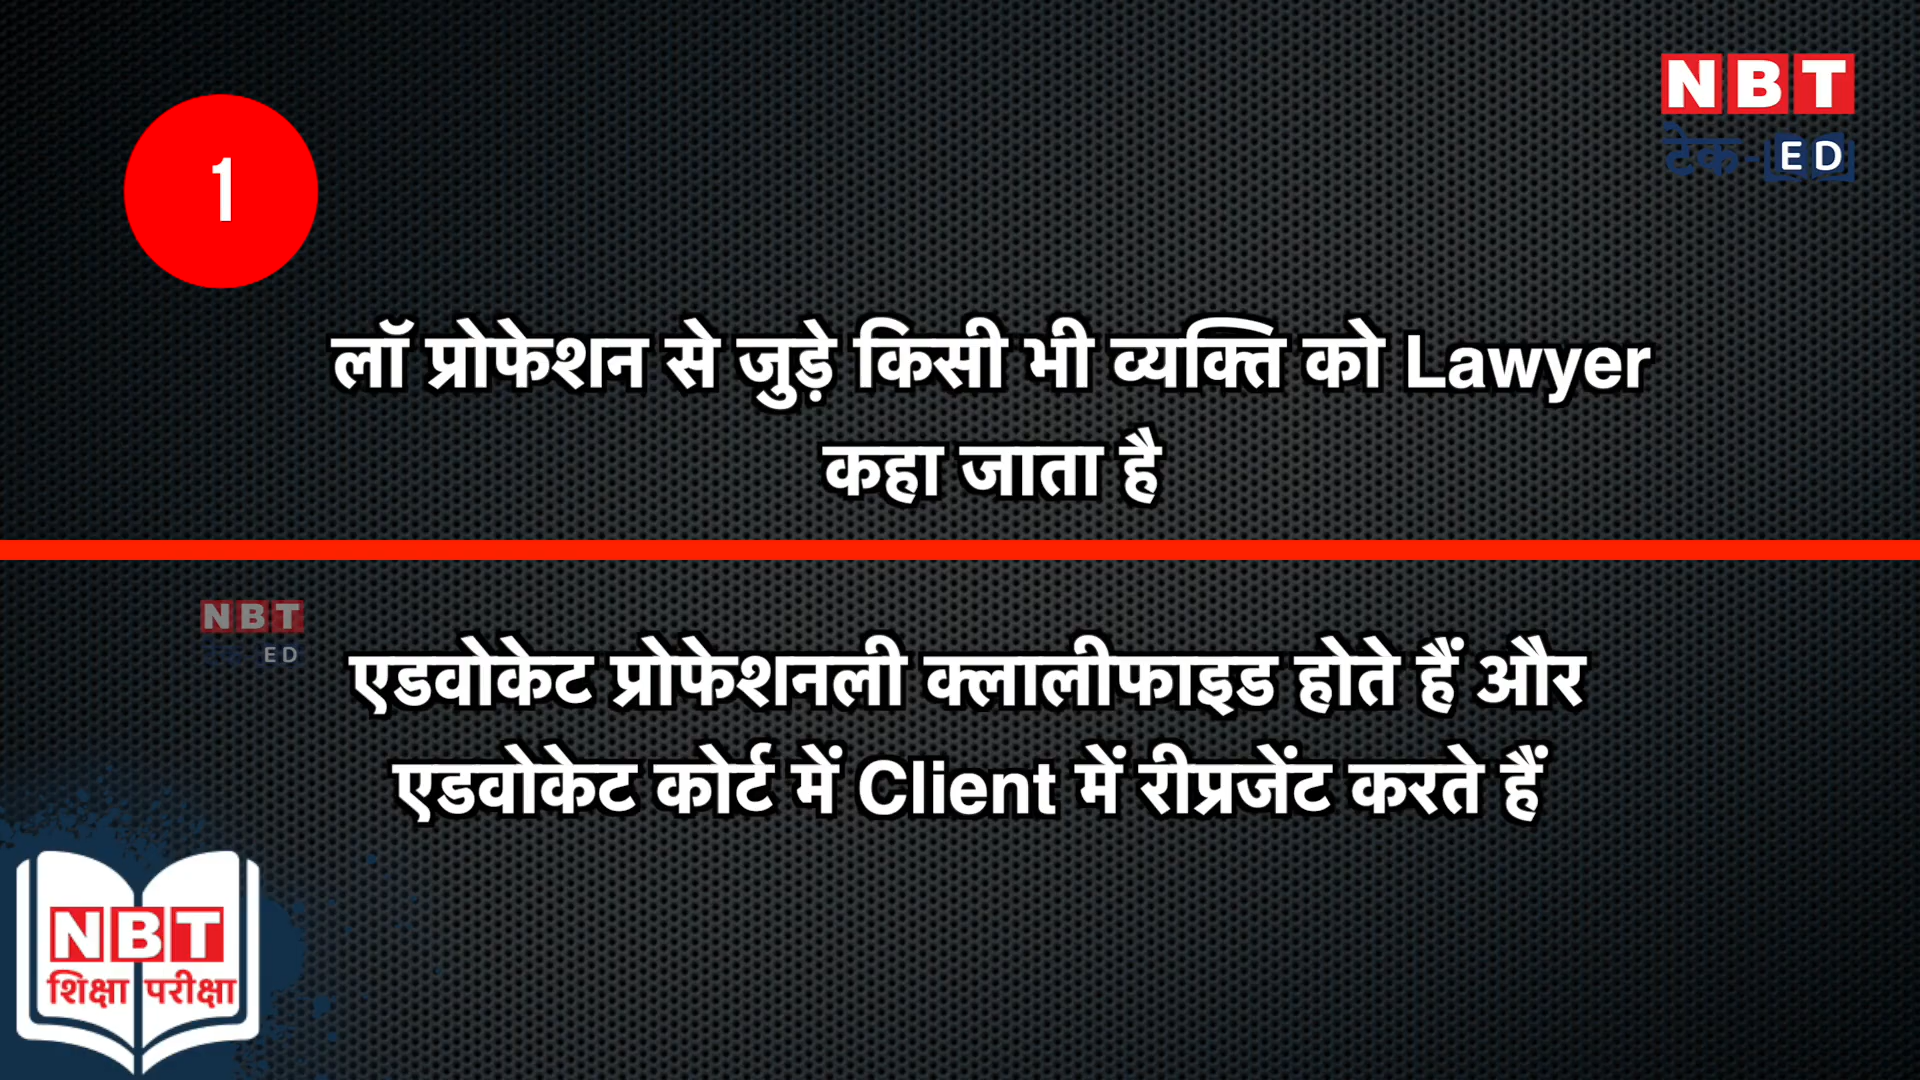 NBT
टेक-ED
1
लॉ प्रोफेशन से जुड़े किसी भी व्यक्ति को Lawyer
कहा जाता है
NBT
टेक-ED
एडवोकेट प्रोफेशनली क्लालीफाइड होते हैं और
एडवोकेट कोर्ट में Client में रीप्रजेंट करते हैं
NBT
शिक्षा परीक्षा